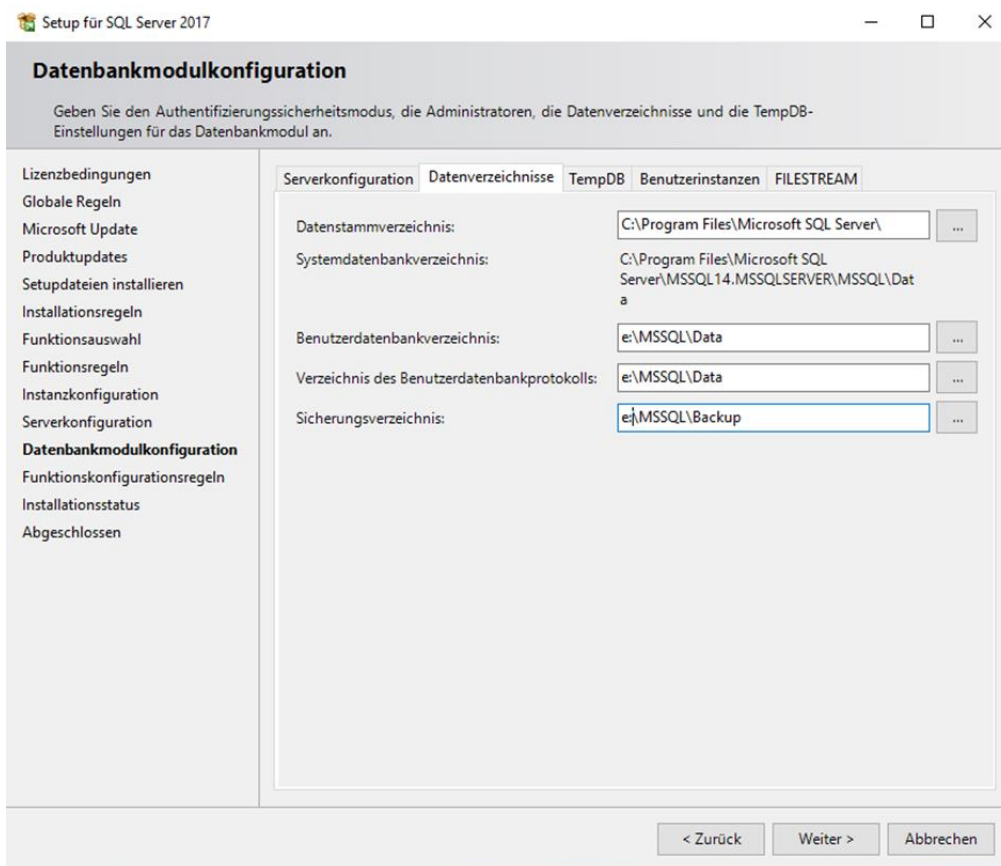 Setup für SQL Server 2017
Datenbankmodulkonfiguration
Geben Sie den Authentifizierungssicherheitsmodus, die Administratoren, die Datenverzeichnisse und die TempDB-
Einstellungen für das Datenbankmodul an.
Lizenzbedingungen
Globale Regeln
Microsoft Update
Produktupdates
Setupdateien installieren
Installationsregeln
Funktionsauswahl
Funktionsregeln
Instanzkonfiguration
Serverkonfiguration
Datenbankmodulkonfiguration
Funktionskonfigurationsregeln
Installationsstatus
Abgeschlossen
Serverkonfiguration Datenverzeichnisse TempDB Benutzerinstanzen FILESTREAM
Datenstammverzeichnis: C:\Program Files\Microsoft SQL Server\ ...
Systemdatenbankverzeichnis: C:\Program Files\Microsoft SQL
Server\MSSQL14.MSSQLSERVER\MSSQL\Dat
a
Benutzerdatenbankverzeichnis: e:\MSSQL\Data ...
Verzeichnis des Benutzerdatenbankprotokolls: e:\MSSQL\Data ...
Sicherungsverzeichnis: e:\MSSQL\Backup ...
< Zurück Weiter > Abbrechen